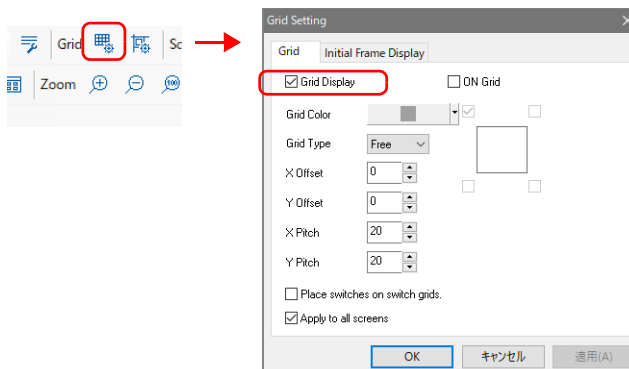 Grid Setting
Grid Sc
Grid Initial Frame Display
Grid Display ON Grid
Zoom 100
Grid Color
Grid Type Free
X Offset 0
Y Offset 0
X Pitch 20
Y Pitch 20
Place switches on switch grids.
Apply to all screens
OK キャンセル 適用(A)